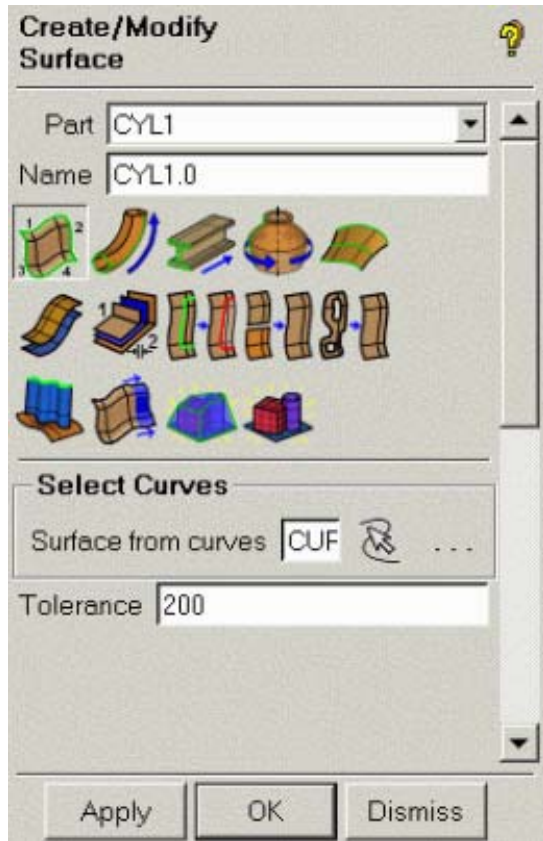 Create/Modify
Surface
Part CYL1
Name CYL1.0
1 2
3 4
1
2
Select Curves
Surface from curves CUF ...
Tolerance 200
Apply OK Dismiss